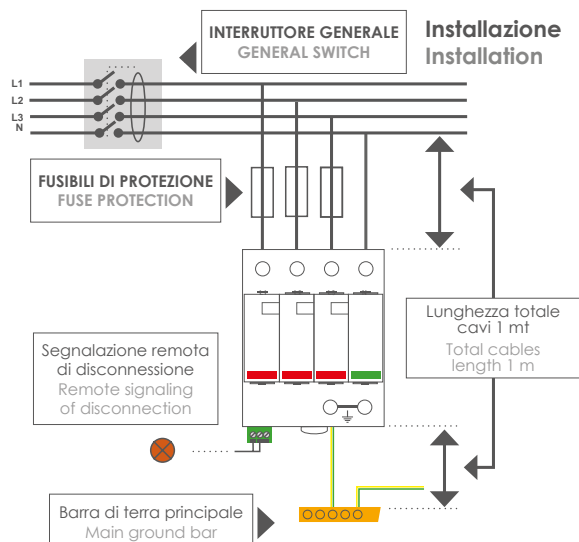 INTERRUTTORE GENERALE
GENERAL SWITCH
Installazione
Installation
L1
L2
L3
N
FUSIBILI DI PROTEZIONE
FUSE PROTECTION
Lunghezza totale
cavi 1 mt
Total cables
length 1 m
Segnalazione remota
di disconnessione
Remote signaling
of disconnection
Barra di terra principale
Main ground bar